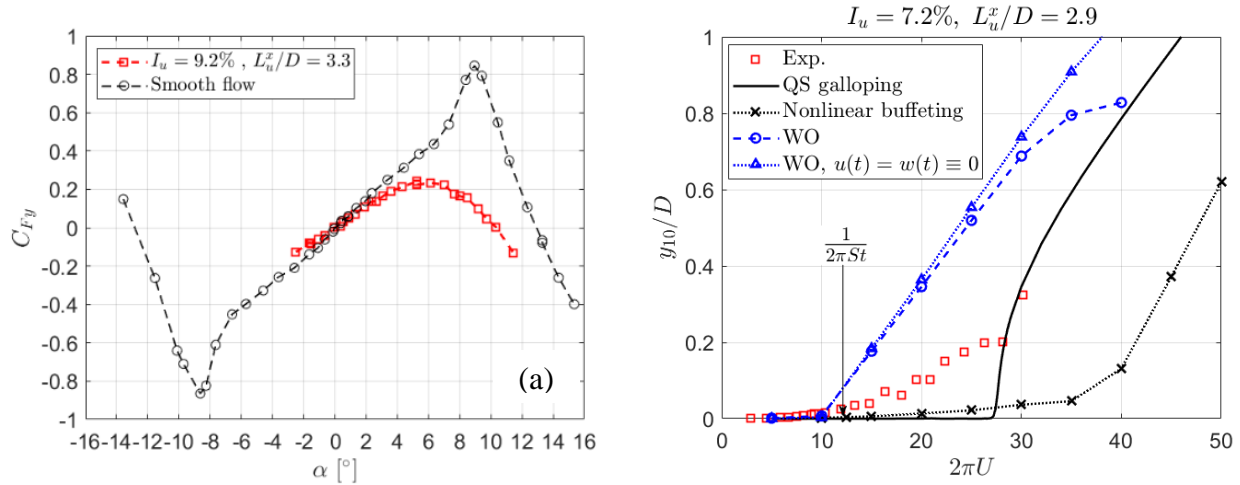 1
0.8
0.6
0.4
0.2
0
-0.2
-0.4
-0.6
-0.8
-1
C_{Fy}
I_u = 9.2% , L_u^x/D = 3.3
Smooth flow
(a)
-16 -14 -12 -10 -8 -6 -4 -2 0 2 4 6 8 10 12 14 16
α [°]
I_u = 7.2%, L_u^x/D = 2.9
1
0.8
0.6
0.4
0.2
0
y_{10}/D
Exp.
QS galloping
Nonlinear buffeting
WO
WO, u(t) = w(t) ≡ 0
1
2πSt
0 10 20 30 40 50
2πU